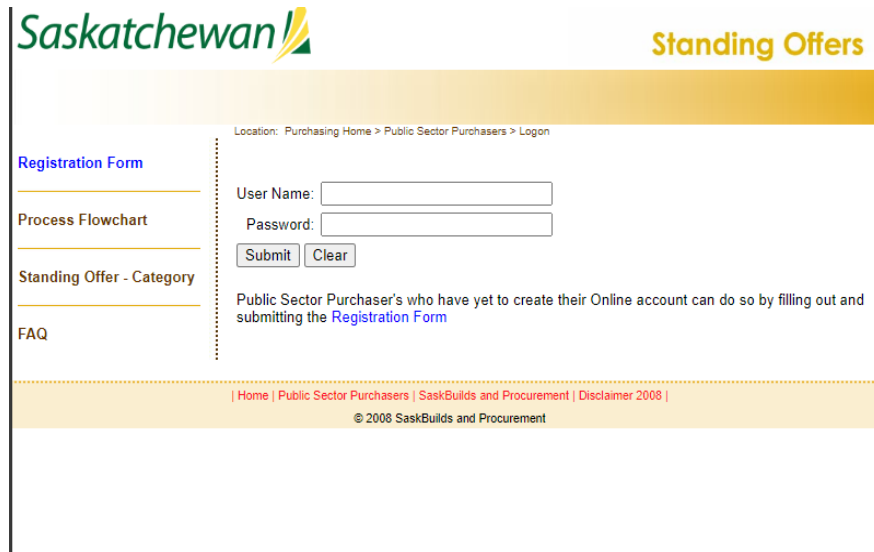 Saskatchewan
Standing Offers
Location: Purchasing Home > Public Sector Purchasers > Logon
Registration Form
Process Flowchart
Standing Offer - Category
FAQ
User Name:
Password:
Submit Clear
Public Sector Purchaser's who have yet to create their Online account can do so by filling out and
submitting the Registration Form
| Home | Public Sector Purchasers | SaskBuilds and Procurement | Disclaimer 2008 |
© 2008 SaskBuilds and Procurement